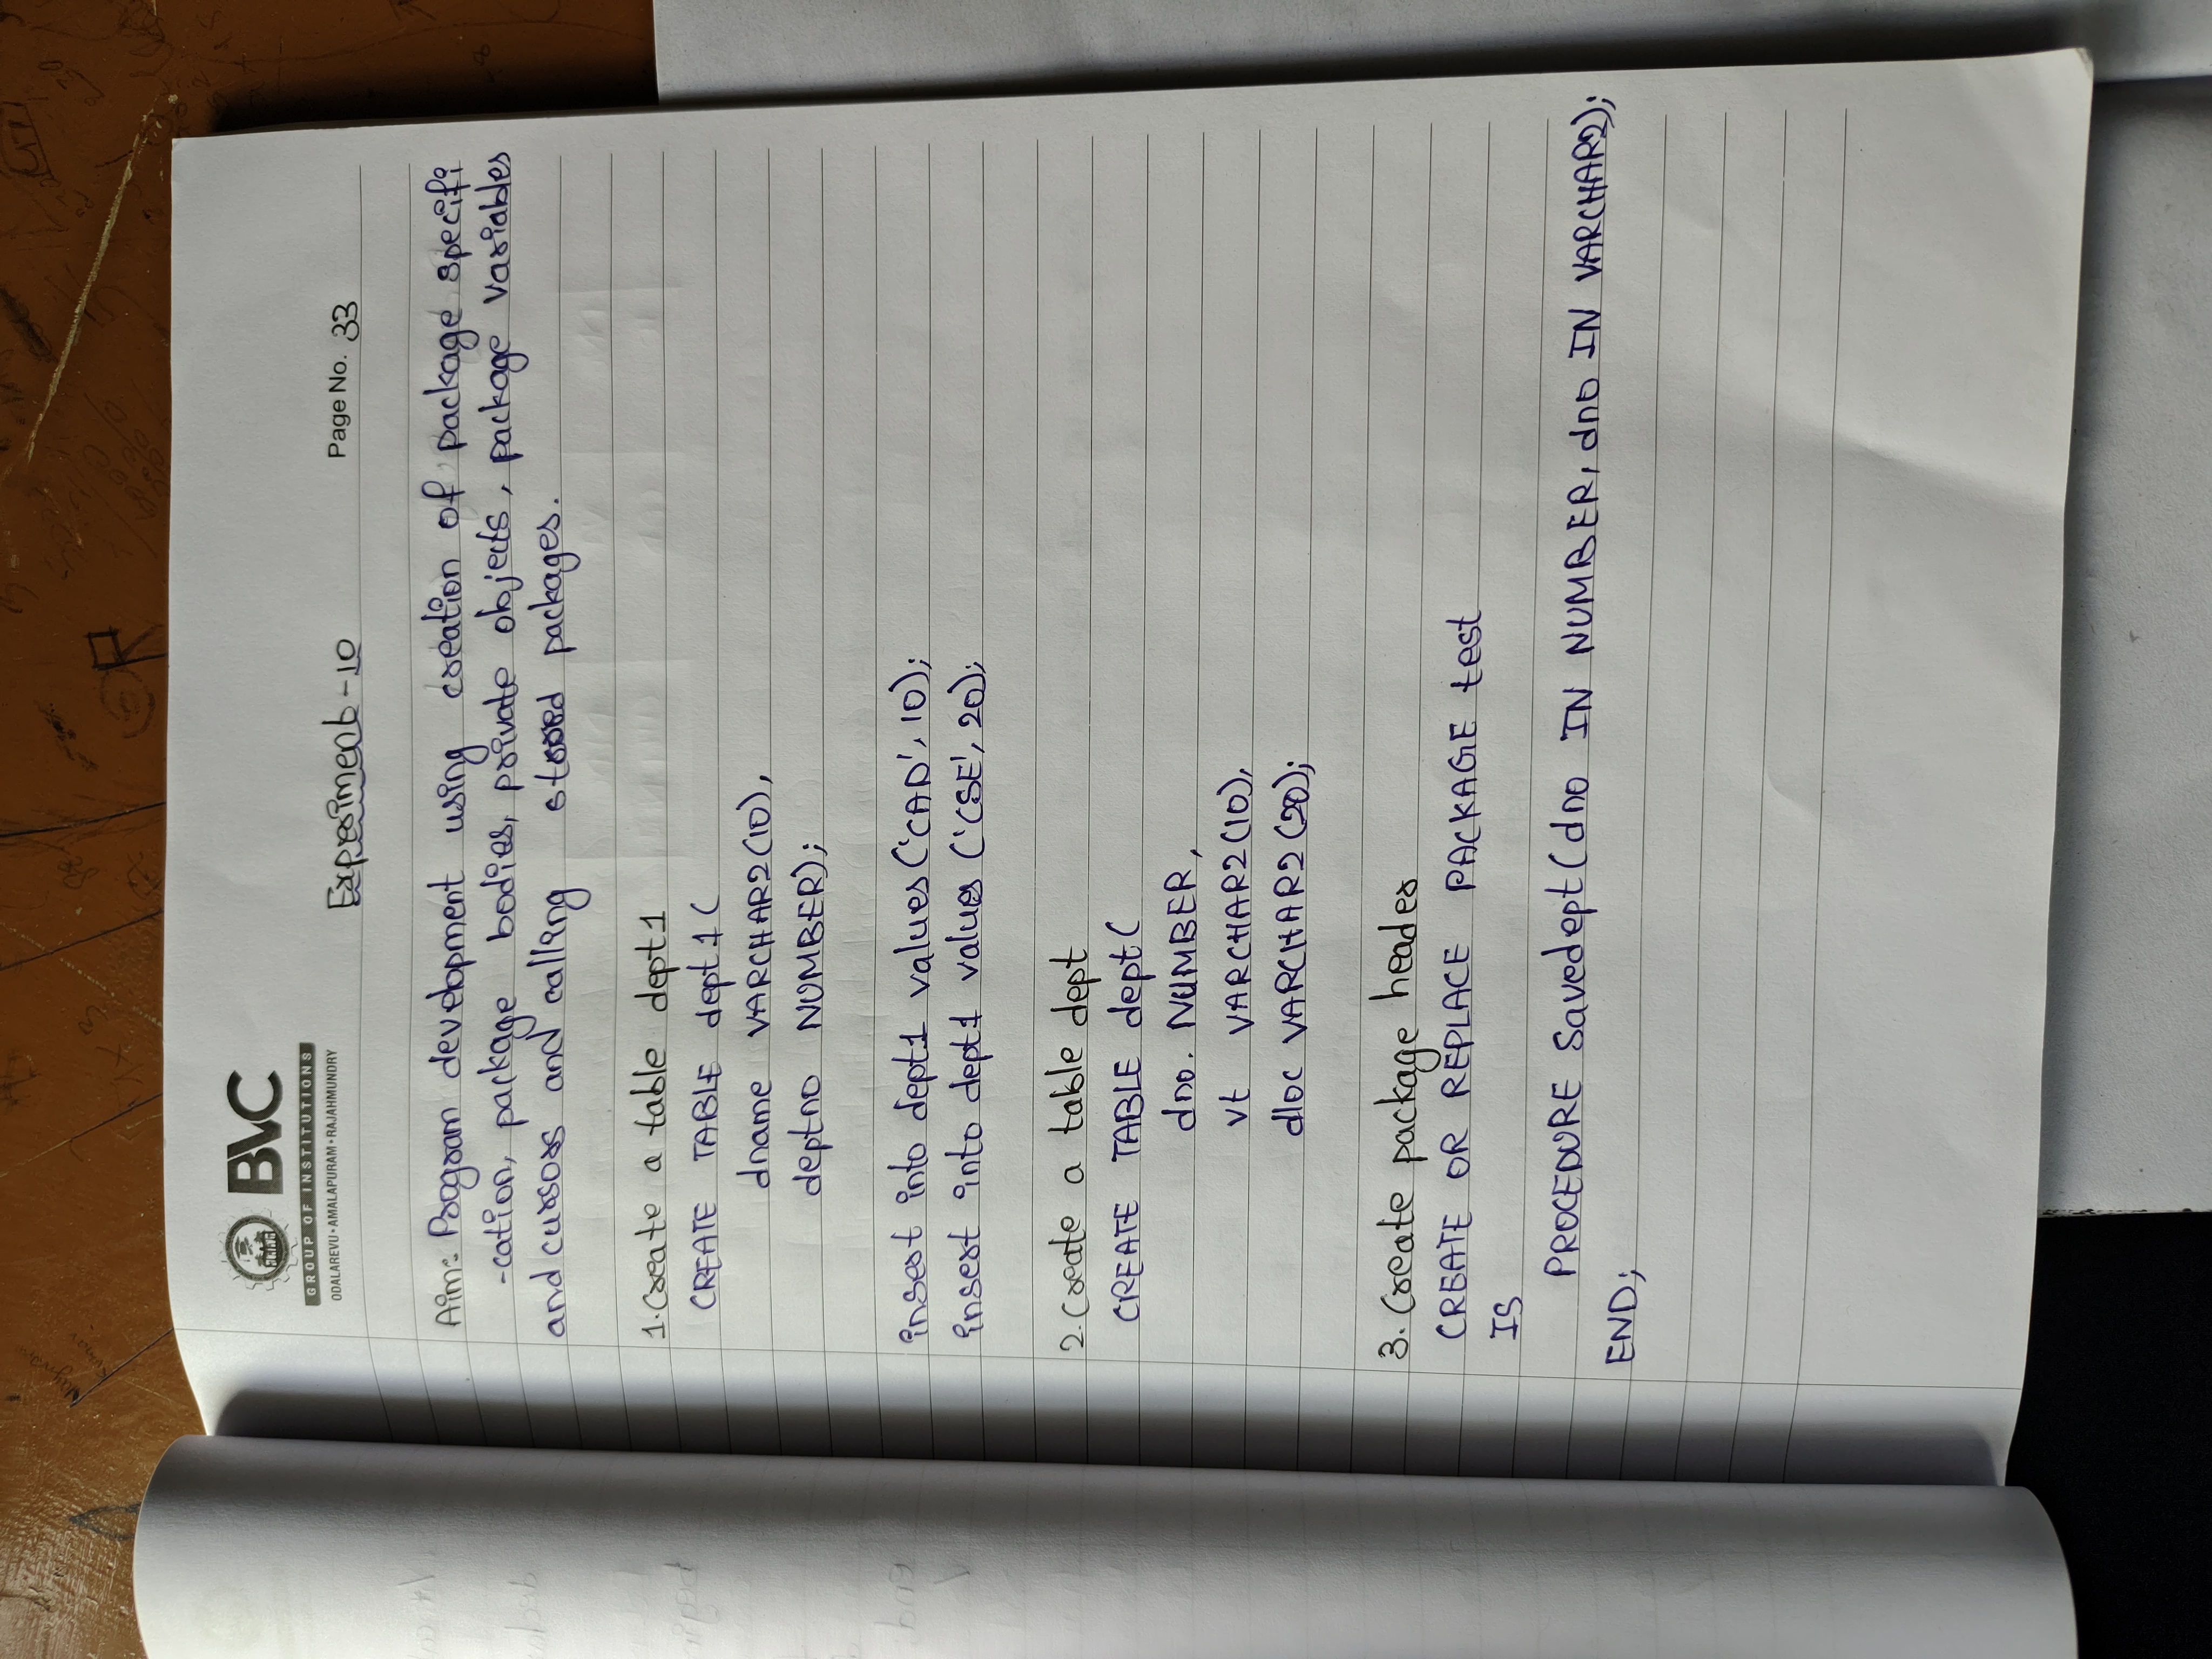 BVC
GROUP OF INSTITUTIONS
ODALAREVU • AMALAPURAM • RAJAHMUNDRY
Experiment-10
Page No. 33
Aim: Program development using creation of package specifi
-cation, package bodies, private objects, package variables
and cursors and calling stored packages.
1. Create a table dept1
CREATE TABLE dept1(
dname VARCHAR2(10),
deptno NUMBER);
insert into dept1 values('CAD', 10);
insert into dept1 values ('CSE', 20);
2. Create a table dept
CREATE TABLE dept(
dno. NUMBER,
vt VARCHAR2(10),
dloc VARCHAR2(20);
3. Create package header
CREATE OR REPLACE PACKAGE test
IS
PROCEDURE Savedept(dno IN NUMBER, dno IN VARCHAR2);
END;